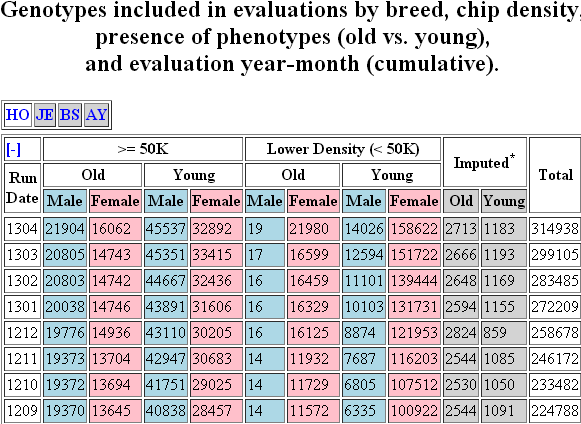 Genotypes included in evaluations by breed, chip density,
presence of phenotypes (old vs. young),
and evaluation year-month (cumulative).
HO JE BS AY
[-] >= 50K Lower Density (< 50K) Imputed* Total
Run Date Old Young Old Young
Male Female Male Female Male Female Male Female Old Young
1304 21904 16062 45537 32892 19 21980 14026 158622 2713 1183 314938
1303 20805 14743 45351 33415 17 16599 12594 151722 2666 1193 299105
1302 20803 14742 44667 32436 16 16459 11101 139444 2648 1169 283485
1301 20038 14746 43891 31606 16 16329 10103 131731 2594 1155 272209
1212 19776 14936 43110 30205 16 16125 8874 121953 2824 859 258678
1211 19373 13704 42947 30683 14 11932 7687 116203 2544 1085 246172
1210 19372 13694 41751 29025 14 11729 6805 107512 2530 1050 233482
1209 19370 13645 40838 28457 14 11572 6335 100922 2544 1091 224788